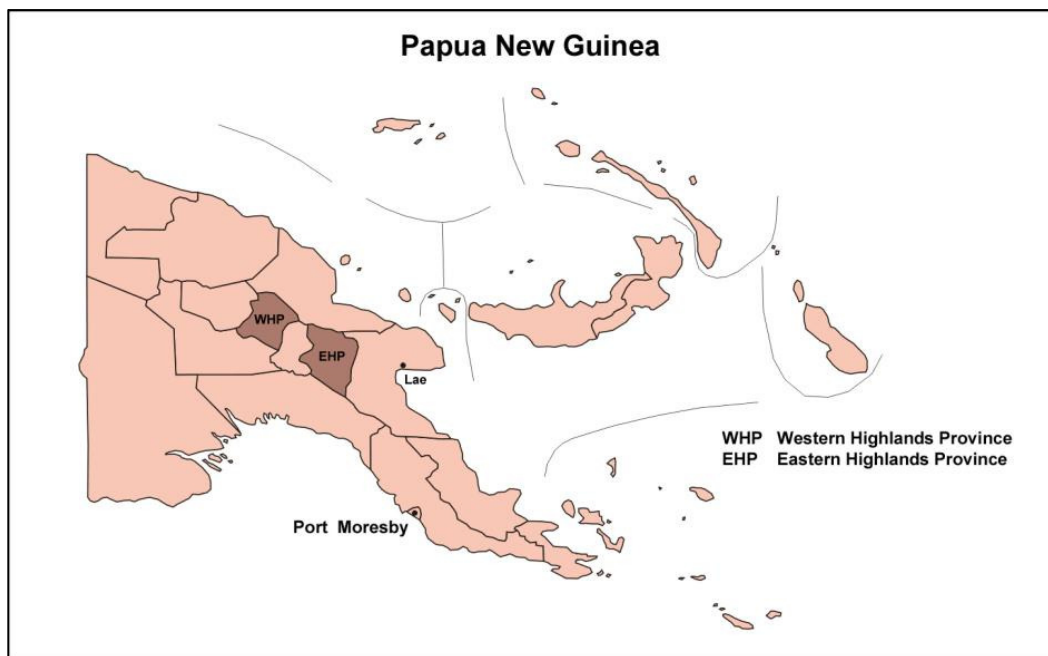 Papua New Guinea
WHP
EHP
Lae
WHP Western Highlands Province
EHP Eastern Highlands Province
Port Moresby